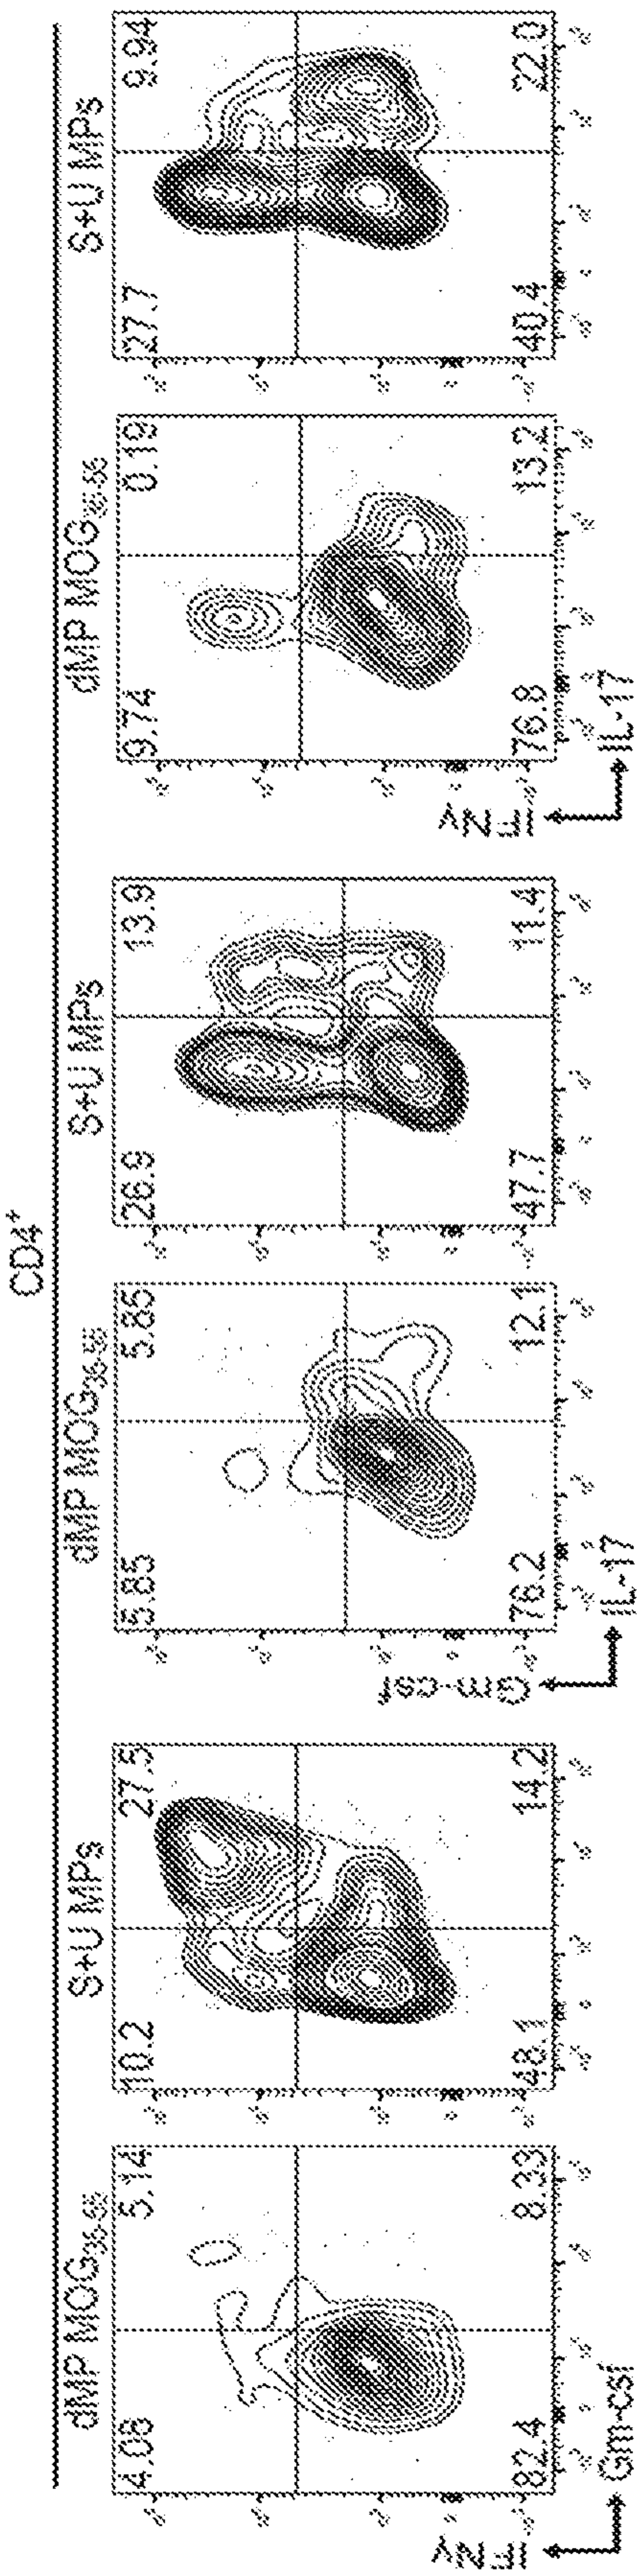 CD4⁺
dMP MOG₃₅₋₅₅ S+U MPs dMP MOG₃₅₋₅₅ S+U MPs dMP MOG₃₅₋₅₅ S+U MPs
4.08 5.14 10.2 27.5 5.85 5.85 26.9 13.9 9.74 0.19 27.7 9.94
82.4 8.33 48.1 14.2 76.2 12.1 47.7 11.4 76.8 13.2 40.4 22.0
IFNγ Gm-csf IFNγ
Gm-csf IL-17 IL-17